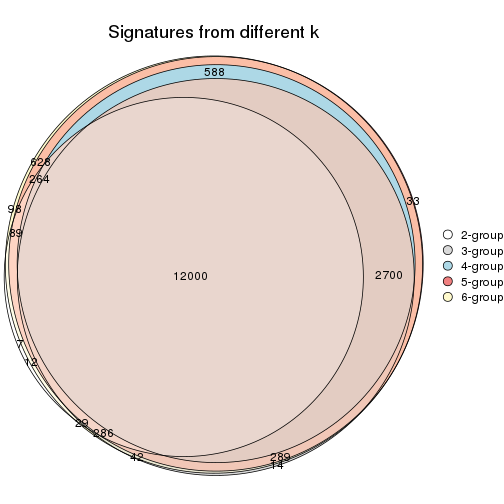 Signatures from different k
588
628
264
33
98
89
12000
2700
7
12
29
286
42
289
14
2-group
3-group
4-group
5-group
6-group